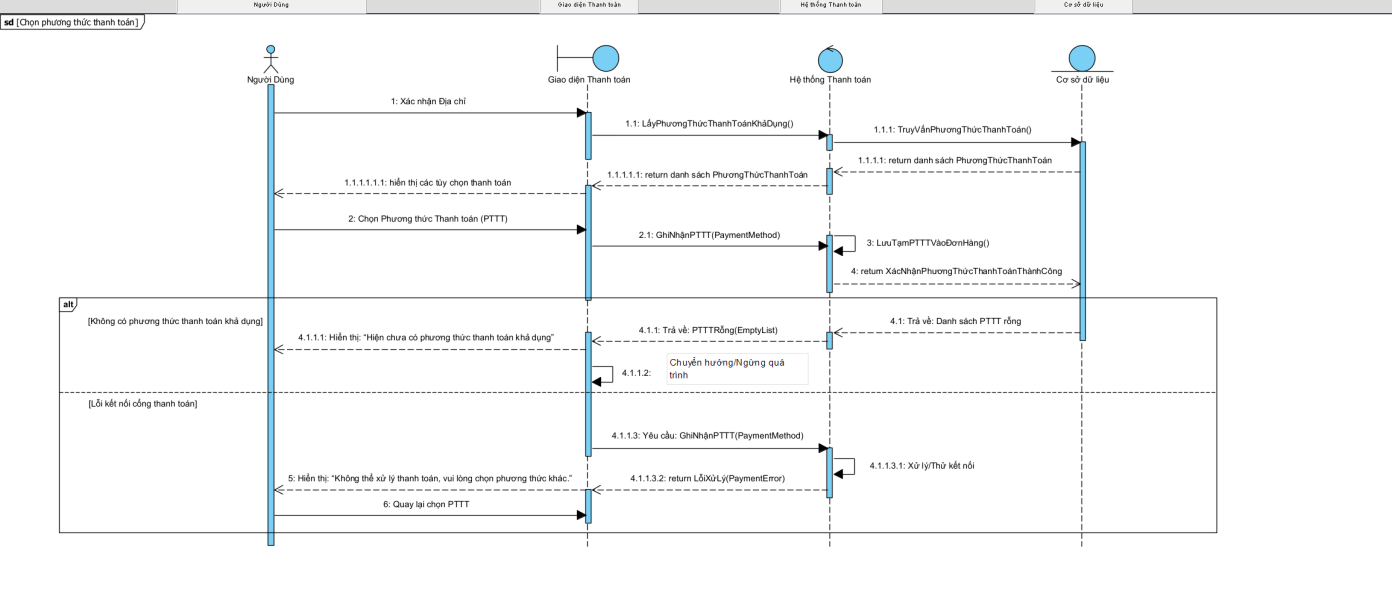 Người Dùng
Giao diện Thanh toán
Hệ thống Thanh toán
Cơ sở dữ liệu
sd [Chọn phương thức thanh toán]
Người Dùng
Giao diện Thanh toán
Hệ thống Thanh toán
Cơ sở dữ liệu
1: Xác nhận Địa chỉ
1.1: LấyPhươngThứcThanhToánKhảDụng()
1.1.1: TruyVấnPhươngThứcThanhToán()
1.1.1.1: return danh sách PhươngThứcThanhToán
1.1.1.1.1: return danh sách PhươngThứcThanhToán
1.1.1.1.1.1: hiển thị các tùy chọn thanh toán
2: Chọn Phương thức Thanh toán (PTTT)
2.1: GhiNhậnPTTT(PaymentMethod)
3: LưuTạmPTTTVàoĐơnHàng()
4: return XácNhậnPhươngThứcThanhToánThànhCông
alt
[Không có phương thức thanh toán khả dụng]
4.1: Trả về: Danh sách PTTT rỗng
4.1.1: Trả về: PTTTRỗng(EmptyList)
4.1.1.1: Hiển thị: "Hiện chưa có phương thức thanh toán khả dụng"
4.1.1.2:
Chuyển hướng/Ngừng quá
trình
[Lỗi kết nối cổng thanh toán]
4.1.1.3: Yêu cầu: GhiNhậnPTTT(PaymentMethod)
4.1.1.3.1: Xử lý/Thử kết nối
4.1.1.3.2: return LỗiXửLý(PaymentError)
5: Hiển thị: "Không thể xử lý thanh toán, vui lòng chọn phương thức khác."
6: Quay lại chọn PTTT